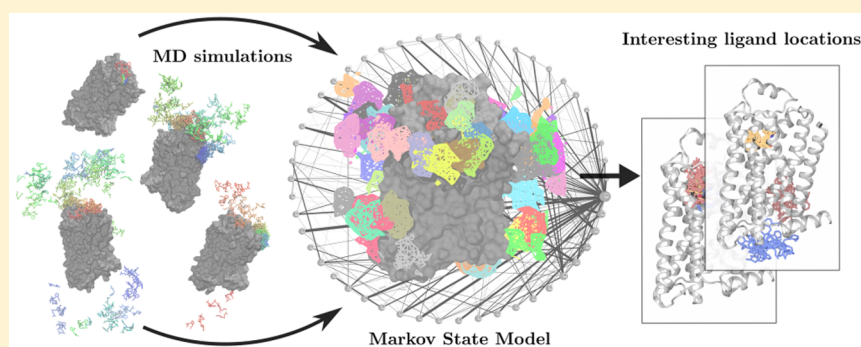 MD simulations
Interesting ligand locations
Markov State Model